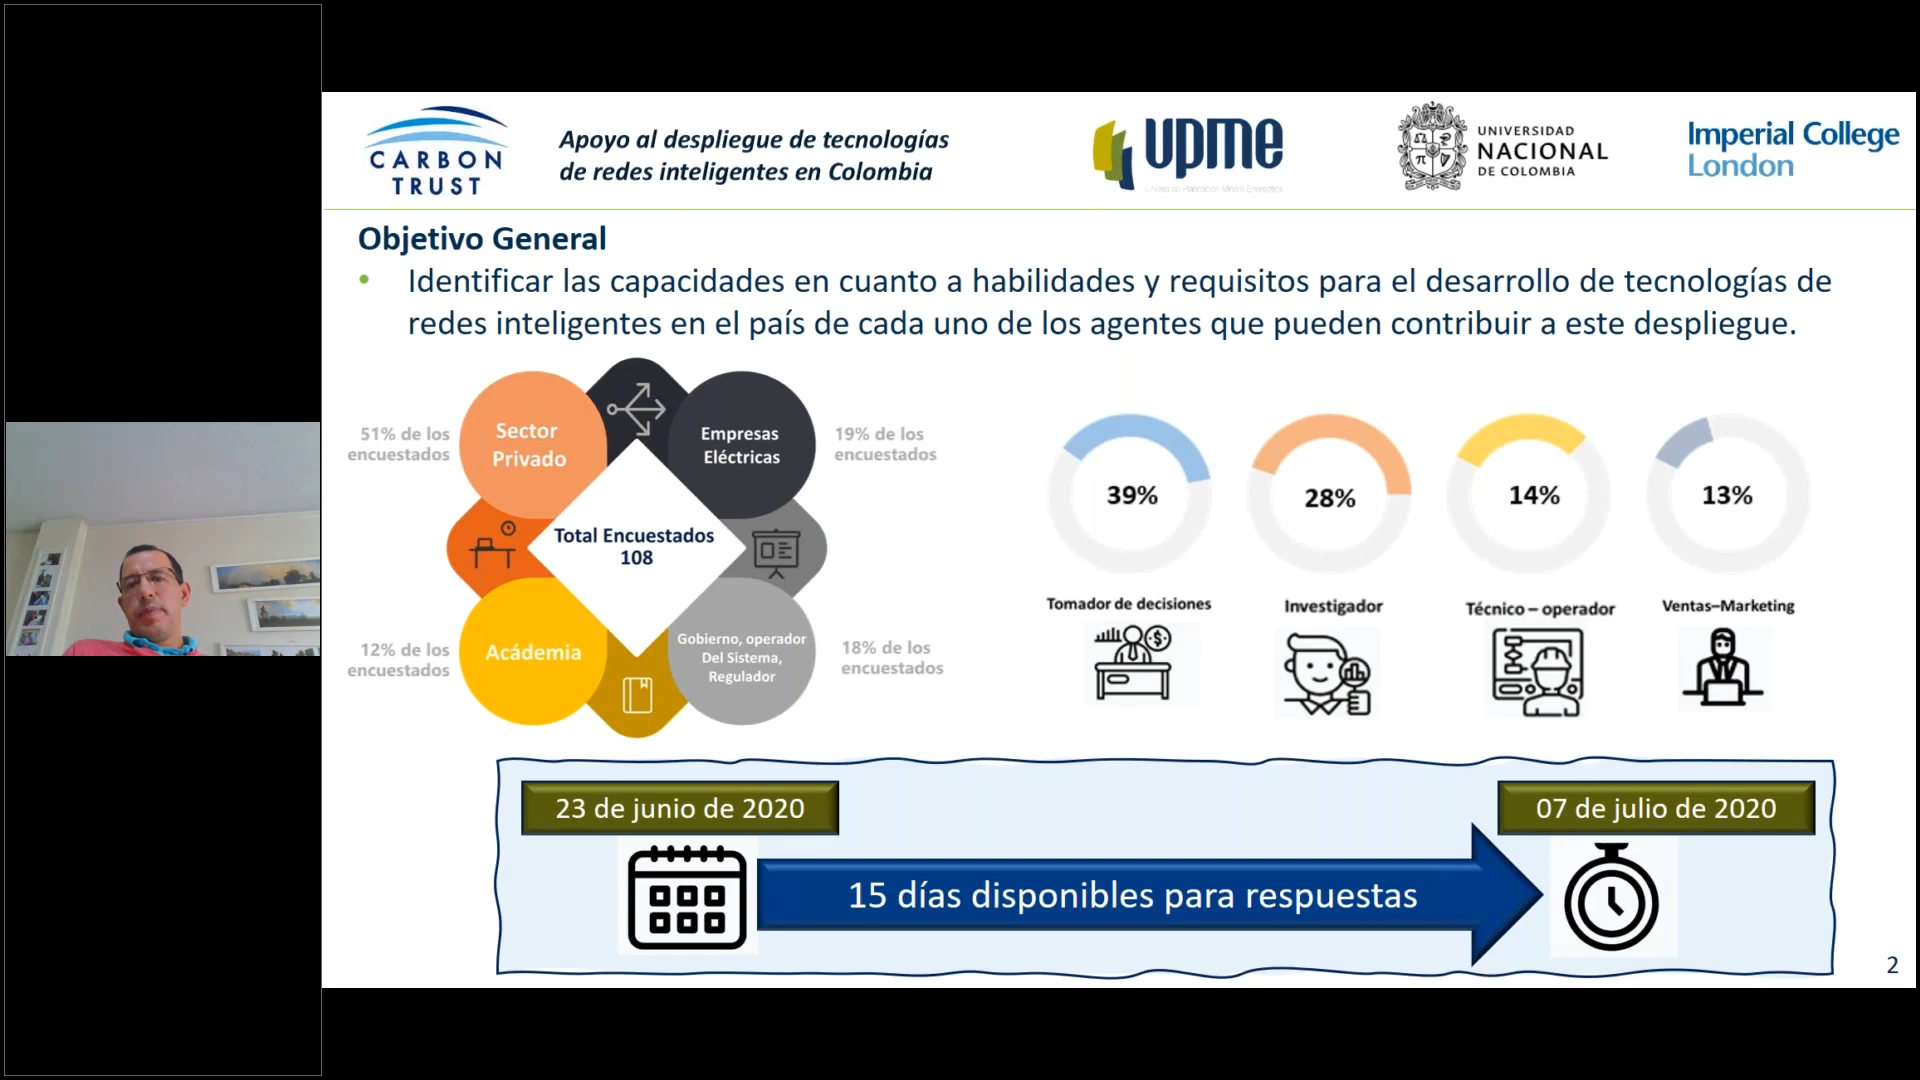 CARBON
TRUST
Apoyo al despliegue de tecnologías
de redes inteligentes en Colombia
upme
UNIVERSIDAD
NACIONAL
DE COLOMBIA
Imperial College
London
Objetivo General
• Identificar las capacidades en cuanto a habilidades y requisitos para el desarrollo de tecnologías de
redes inteligentes en el país de cada uno de los agentes que pueden contribuir a este despliegue.
51% de los
encuestados
Sector
Privado
Empresas
Eléctricas
19% de los
encuestados
Total Encuestados
108
12% de los
encuestados
Acádemia
Gobierno, operador
Del Sistema,
Regulador
18% de los
encuestados
39%
28%
14%
13%
Tomador de decisiones
Investigador
Técnico – operador
Ventas–Marketing
23 de junio de 2020
07 de julio de 2020
15 días disponibles para respuestas
2